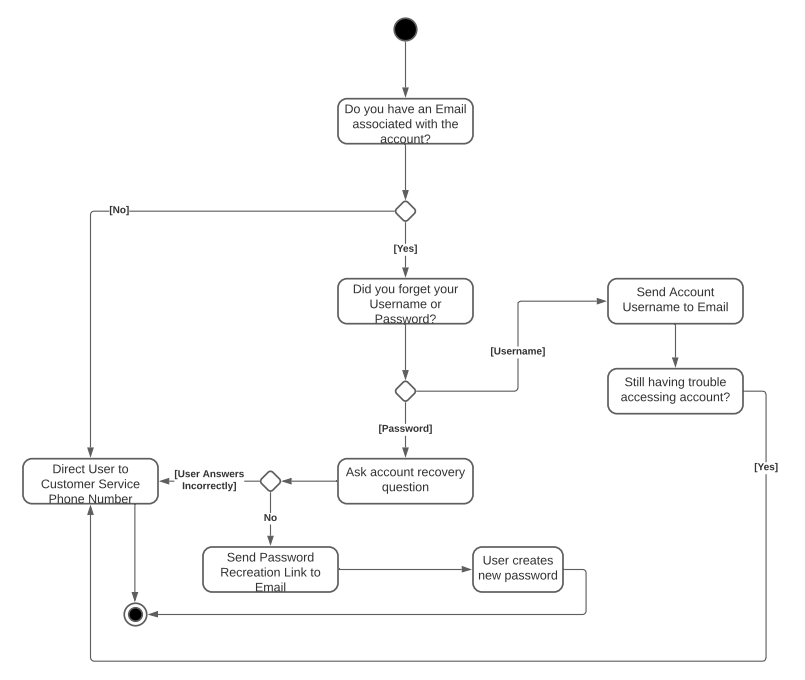 Do you have an Email
associated with the
account?
[No]
[Yes]
Did you forget your
Username or
Password?
Send Account
Username to Email
[Username]
Still having trouble
accessing account?
[Password]
Direct User to
Customer Service
Phone Number
[User Answers
Incorrectly]
Ask account recovery
question
[Yes]
No
Send Password
Recreation Link to
Email
User creates
new password